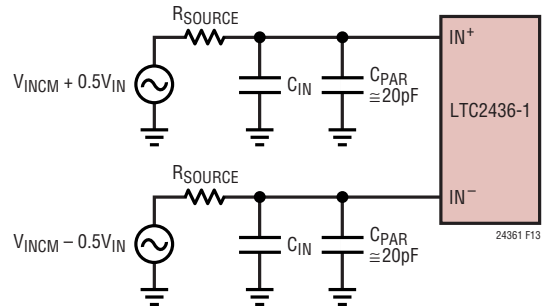 RSOURCE
VINCM + 0.5VIN
CIN
CPAR
≅20pF
IN+
LTC2436-1
RSOURCE
VINCM – 0.5VIN
CIN
CPAR
≅20pF
IN–
24361 F13